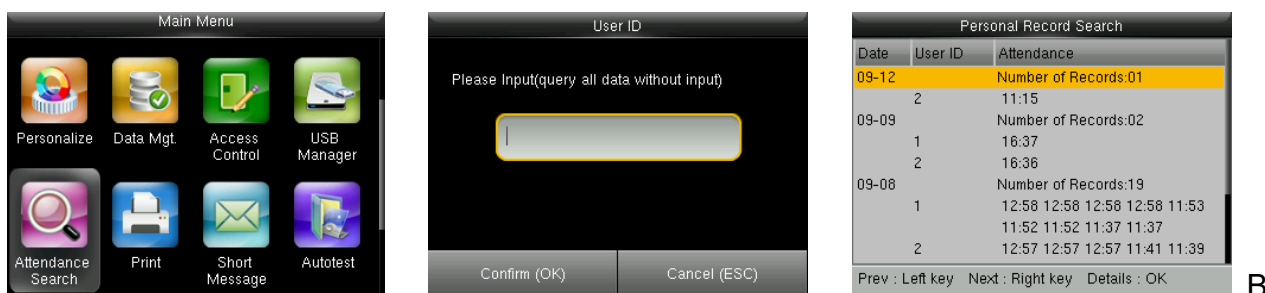 Main Menu
Personalize
Data Mgt.
Access
Control
USB
Manager
Attendance
Search
Print
Short
Message
Autotest
User ID
Please Input(query all data without input)
Confirm (OK)
Cancel (ESC)
Personal Record Search
Date User ID Attendance
09-12 Number of Records:01
2 11:15
09-09 Number of Records:02
1 16:37
2 16:36
09-08 Number of Records:19
1 12:58 12:58 12:58 12:58 11:53
11:52 11:52 11:37 11:37
2 12:57 12:57 12:57 11:41 11:39
Prev : Left key Next : Right key Details : OK